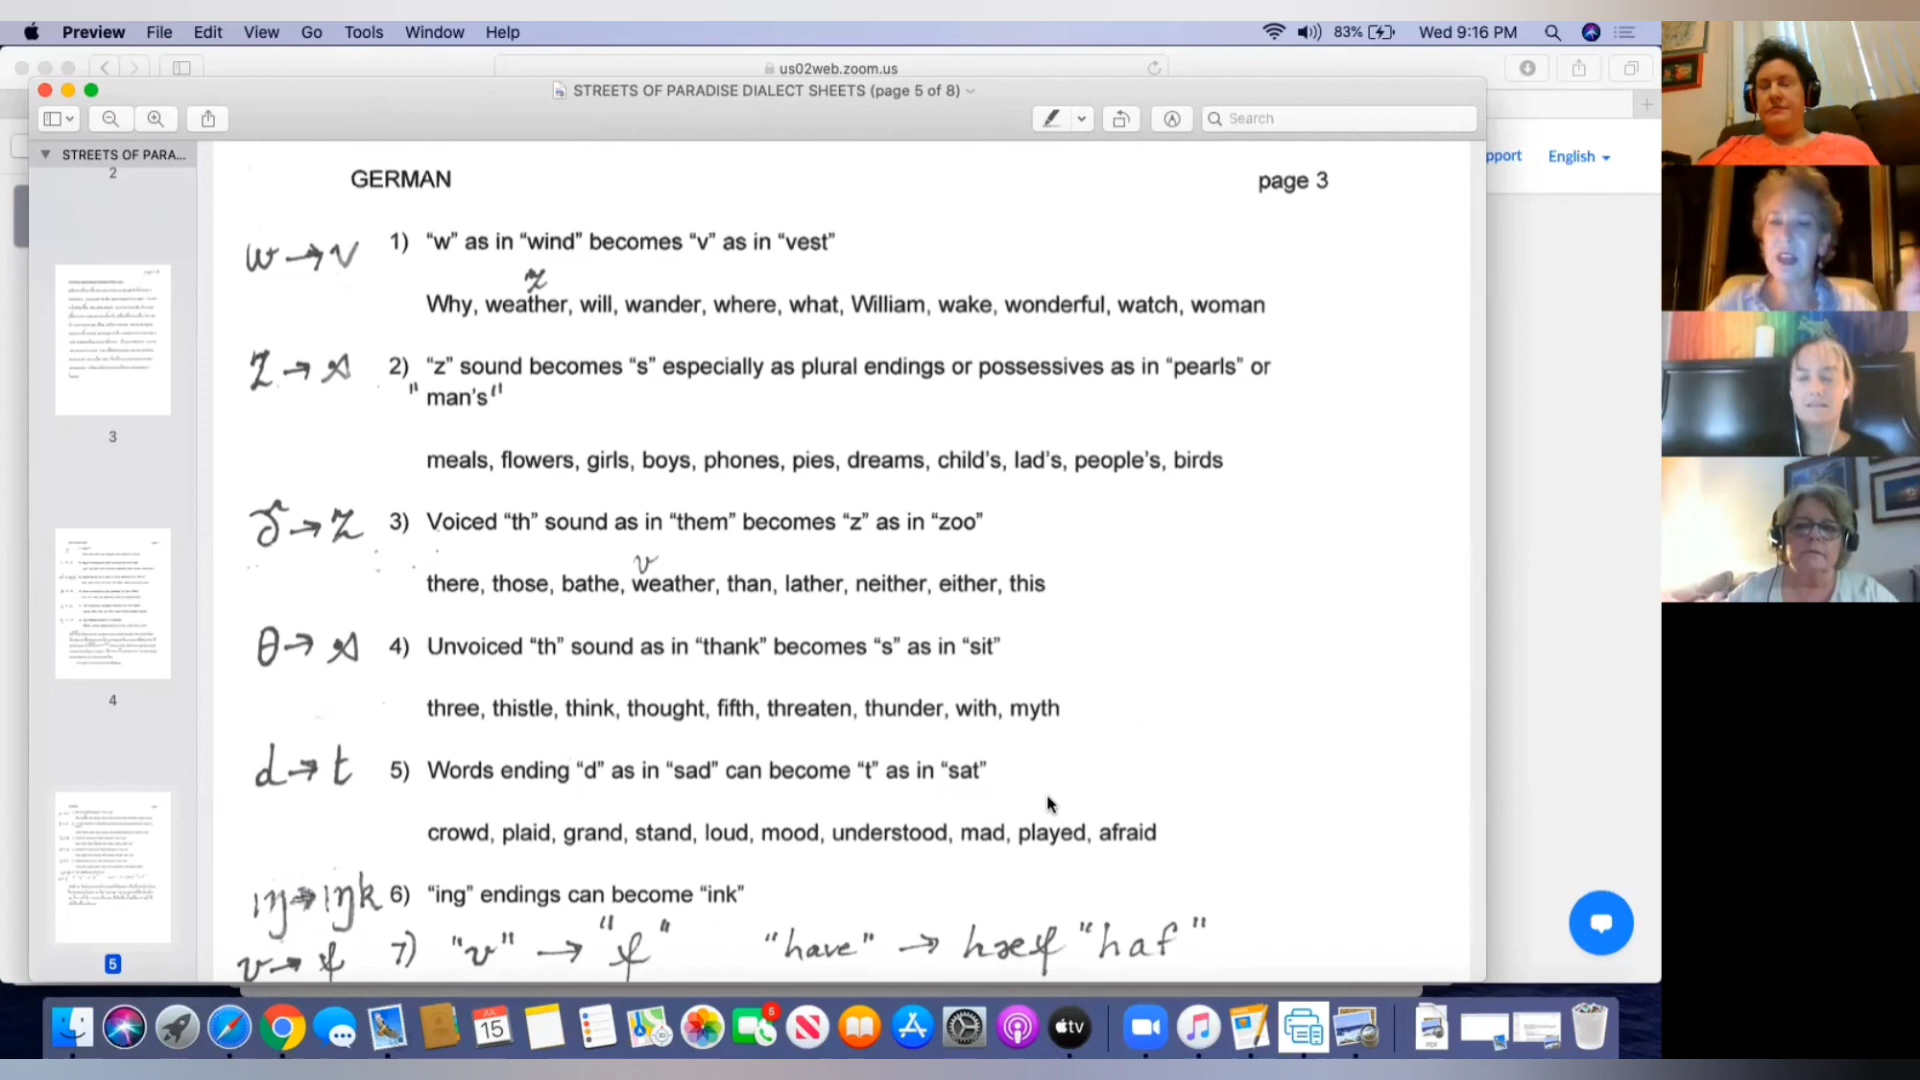 Preview File Edit View Go Tools Window Help 83% Wed 9:16 PM
us02web.zoom.us
STREETS OF PARADISE DIALECT SHEETS (page 5 of 8)
Search
STREETS OF PARA...
pport English
2
3
4
5
GERMAN page 3
w → v 1) “w” as in “wind” becomes “v” as in “vest”
z
Why, weather, will, wander, where, what, William, wake, wonderful, watch, woman
z → s 2) “z” sound becomes “s” especially as plural endings or possessives as in “pearls” or
"man’s"
meals, flowers, girls, boys, phones, pies, dreams, child’s, lad’s, people’s, birds
ð → z 3) Voiced “th” sound as in “them” becomes “z” as in “zoo”
v
there, those, bathe, weather, than, lather, neither, either, this
θ → s 4) Unvoiced “th” sound as in “thank” becomes “s” as in “sit”
three, thistle, think, thought, fifth, threaten, thunder, with, myth
d → t 5) Words ending “d” as in “sad” can become “t” as in “sat”
crowd, plaid, grand, stand, loud, mood, understood, mad, played, afraid
ɪŋ → ɪŋk 6) “ing” endings can become “ink”
v → f 7) "v" → "f" "have" → hæf "haf"
JUL
15
6
tv
PDF